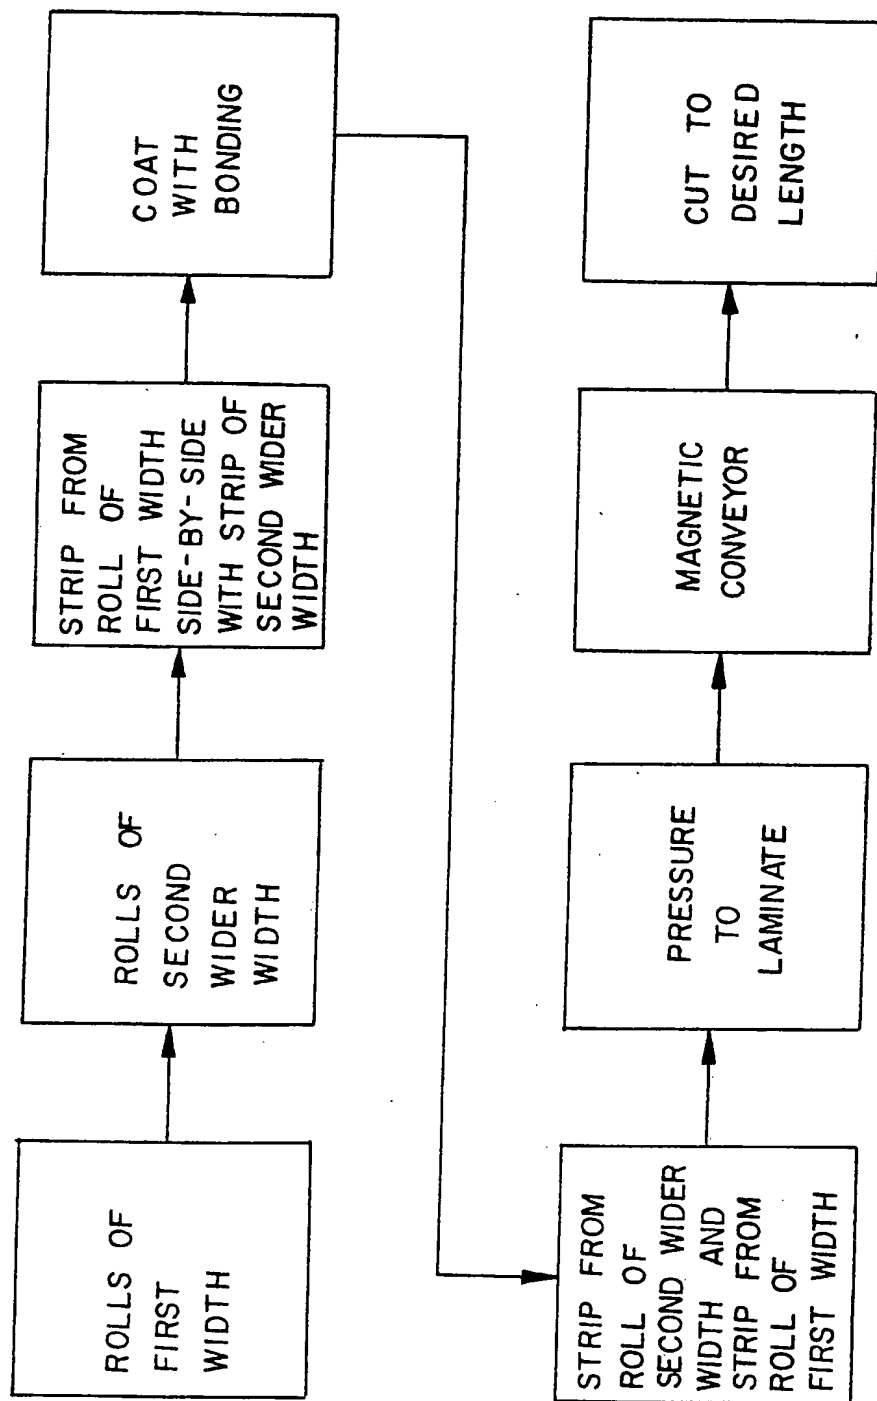 ROLLS OF
FIRST
WIDTH
ROLLS OF
SECOND
WIDER
WIDTH
STRIP FROM
ROLL OF
FIRST WIDTH
SIDE-BY-SIDE
WITH STRIP OF
SECOND WIDER
WIDTH
COAT
WITH
BONDING
STRIP FROM
ROLL OF
SECOND WIDER
WIDTH AND
STRIP FROM
ROLL OF
FIRST WIDTH
PRESSURE
TO
LAMINATE
MAGNETIC
CONVEYOR
CUT TO
DESIRED
LENGTH